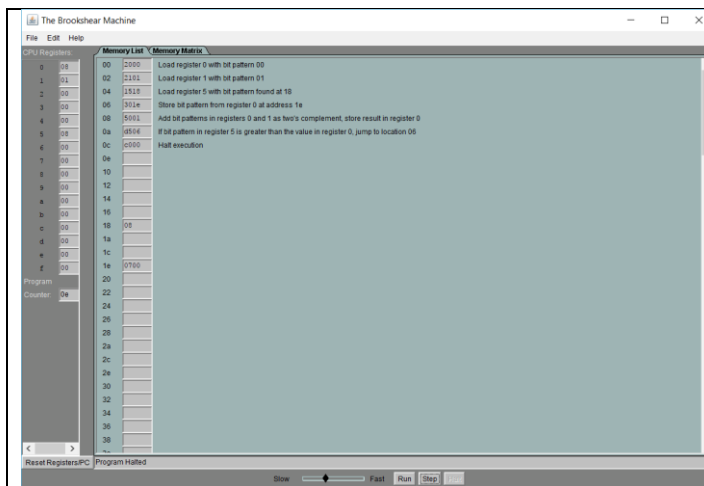 The Brookshear Machine
File Edit Help
CPU Registers: Memory List Memory Matrix
0 08 00 2000 Load register 0 with bit pattern 00
1 01 02 2101 Load register 1 with bit pattern 01
2 00 04 1518 Load register 5 with bit pattern found at 18
3 00 06 301e Store bit pattern from register 0 at address 1e
4 00 08 5001 Add bit patterns in registers 0 and 1 as two's complement, store result in register 0
5 08 0a d506 If bit pattern in register 5 is greater than the value in register 0, jump to location 06
6 00 0c c000 Halt execution
7 00 0e
8 00 10
9 00 12
a 00 14
b 00 16
c 00 18 08
d 00 1a
e 00 1c
f 00 1e 0700
Program 20
Counter: 0e 22
24
26
28
2a
2c
2e
30
32
34
36
38
Reset Registers/PC Program Halted
Slow Fast Run Step